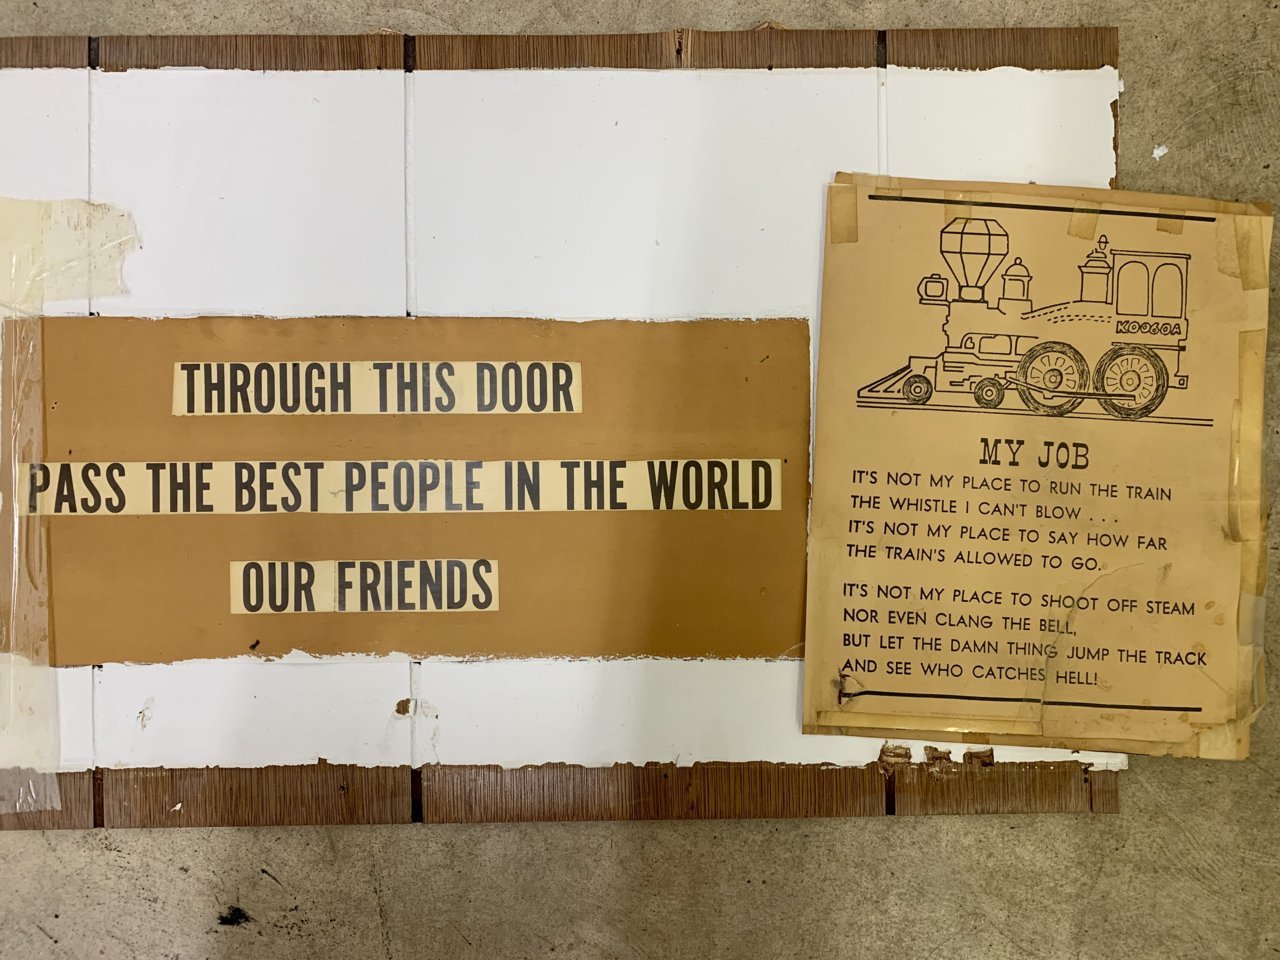 THROUGH THIS DOOR
PASS THE BEST PEOPLE IN THE WORLD
OUR FRIENDS
KOOGOA
MY JOB
IT'S NOT MY PLACE TO RUN THE TRAIN
THE WHISTLE I CAN'T BLOW . . .
IT'S NOT MY PLACE TO SAY HOW FAR
THE TRAIN'S ALLOWED TO GO.
IT'S NOT MY PLACE TO SHOOT OFF STEAM
NOR EVEN CLANG THE BELL,
BUT LET THE DAMN THING JUMP THE TRACK
AND SEE WHO CATCHES HELL!